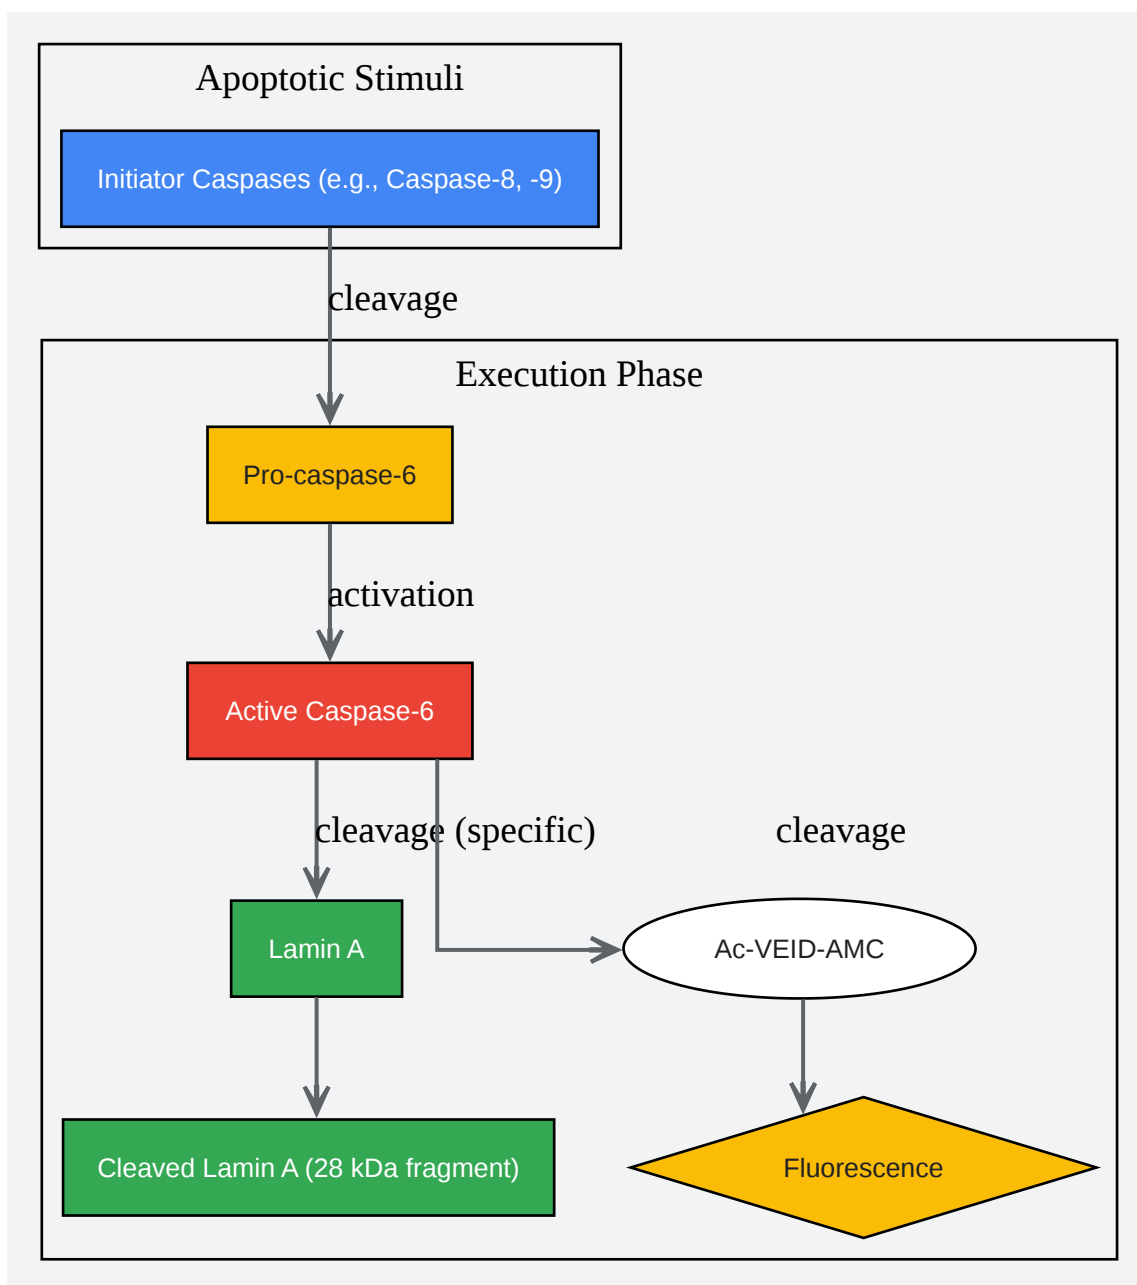 Apoptotic Stimuli
Initiator Caspases (e.g., Caspase-8, -9)
cleavage
Execution Phase
Pro-caspase-6
activation
Active Caspase-6
cleavage (specific)
cleavage
Lamin A
Ac-VEID-AMC
Cleaved Lamin A (28 kDa fragment)
Fluorescence